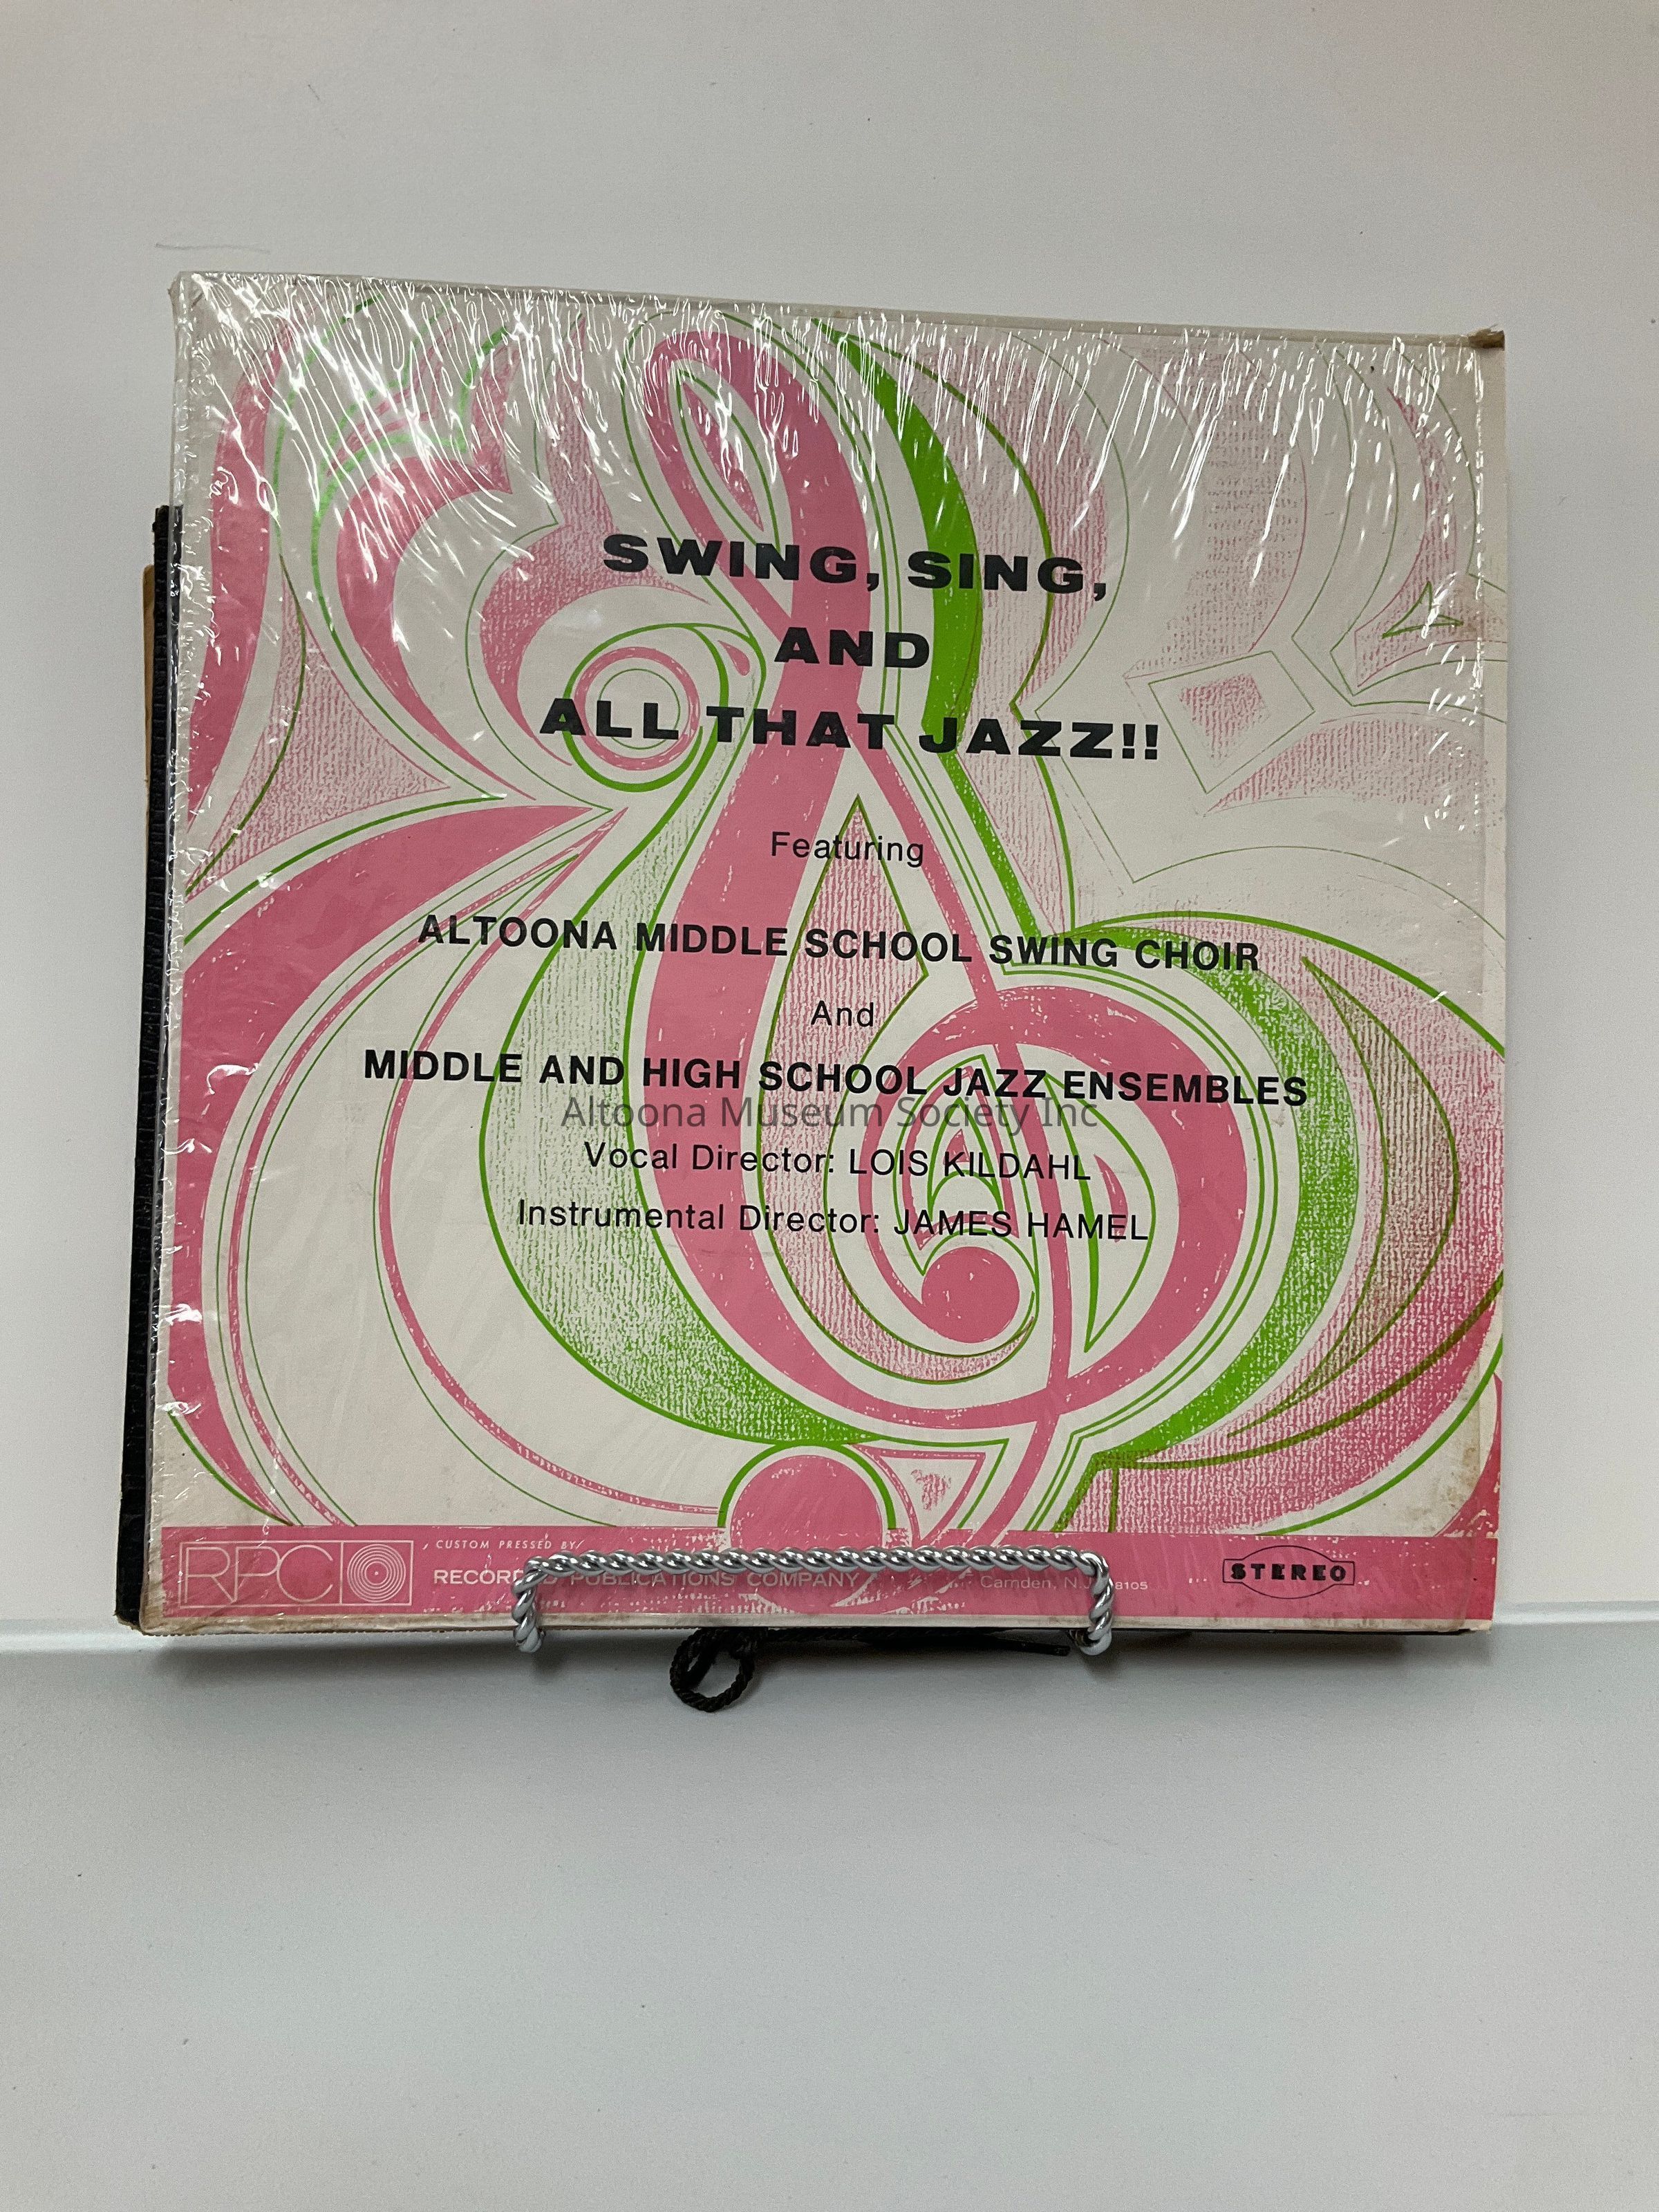 SWING, SING,
AND
ALL THAT JAZZ!!
Featuring
ALTOONA MIDDLE SCHOOL SWING CHOIR
And
MIDDLE AND HIGH SCHOOL JAZZ ENSEMBLES
Altoona Museum Society Inc
Vocal Director: LOIS KILDAHL
Instrumental Director: JAMES HAMEL
RPC
CUSTOM PRESSED BY
PUBLICATIONS COMPANY
Camden, N.J.
STEREO